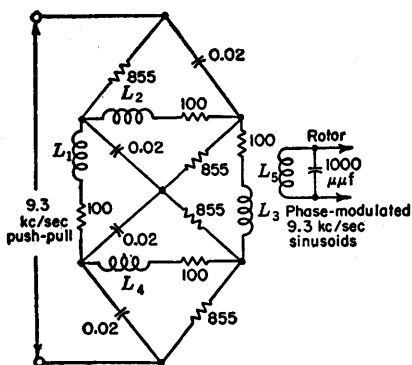 0.02
855
L2
100
L1
0.02
855
100
Rotor
L5
1000
μμf
9.3
kc/sec
push-pull
100
0.02
855
L3
Phase-modulated
9.3 kc/sec
sinusoids
100
L4
0.02
855